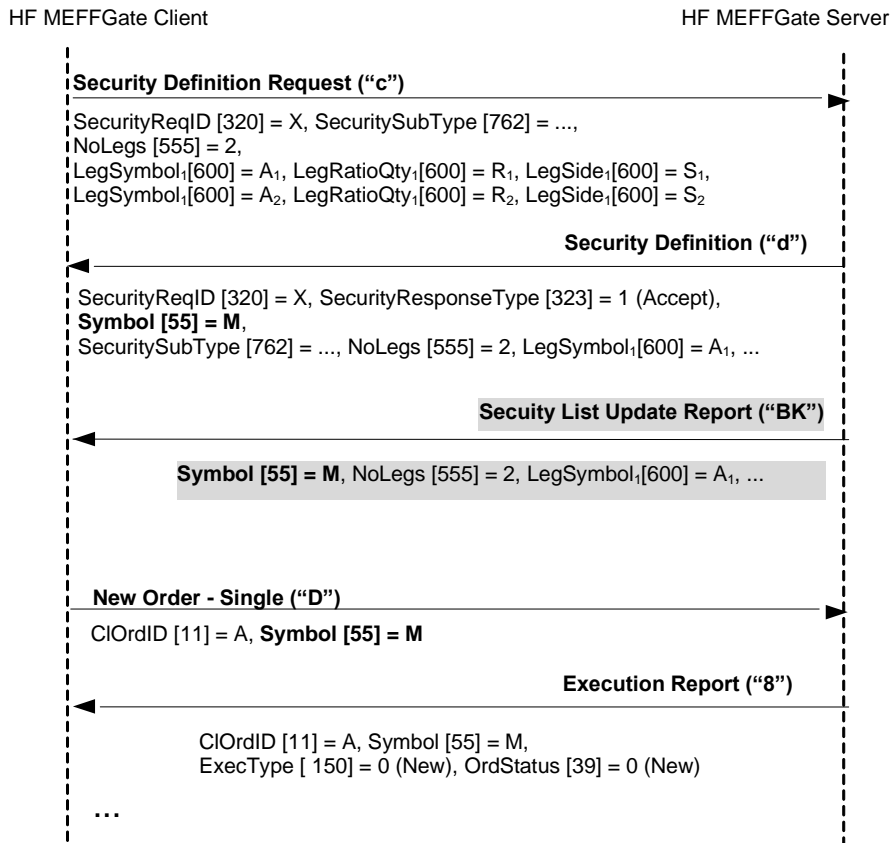 HF MEFFGate Client HF MEFFGate Server
Security Definition Request (“c”)
SecurityReqID [320] = X, SecuritySubType [762] = ...,
NoLegs [555] = 2,
LegSymbol₁[600] = A₁, LegRatioQty₁[600] = R₁, LegSide₁[600] = S₁,
LegSymbol₁[600] = A₂, LegRatioQty₁[600] = R₂, LegSide₁[600] = S₂
Security Definition (“d”)
SecurityReqID [320] = X, SecurityResponseType [323] = 1 (Accept),
Symbol [55] = M,
SecuritySubType [762] = ..., NoLegs [555] = 2, LegSymbol₁[600] = A₁, ...
Secuity List Update Report (“BK”)
Symbol [55] = M, NoLegs [555] = 2, LegSymbol₁[600] = A₁, ...
New Order - Single (“D”)
ClOrdID [11] = A, Symbol [55] = M
Execution Report (“8”)
ClOrdID [11] = A, Symbol [55] = M,
ExecType [ 150] = 0 (New), OrdStatus [39] = 0 (New)
...